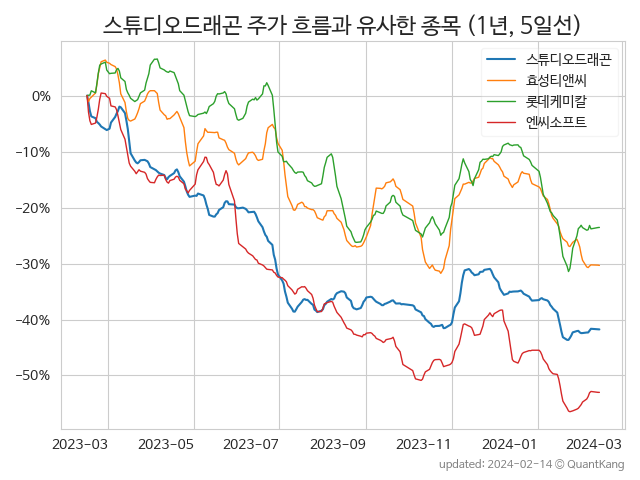 스튜디오드래곤 주가 흐름과 유사한 종목 (1년, 5일선)
스튜디오드래곤
효성티앤씨
롯데케미칼
엔씨소프트
0%
−10%
−20%
−30%
−40%
−50%
2023-03 2023-05 2023-07 2023-09 2023-11 2024-01 2024-03
updated: 2024-02-14 © QuantKang